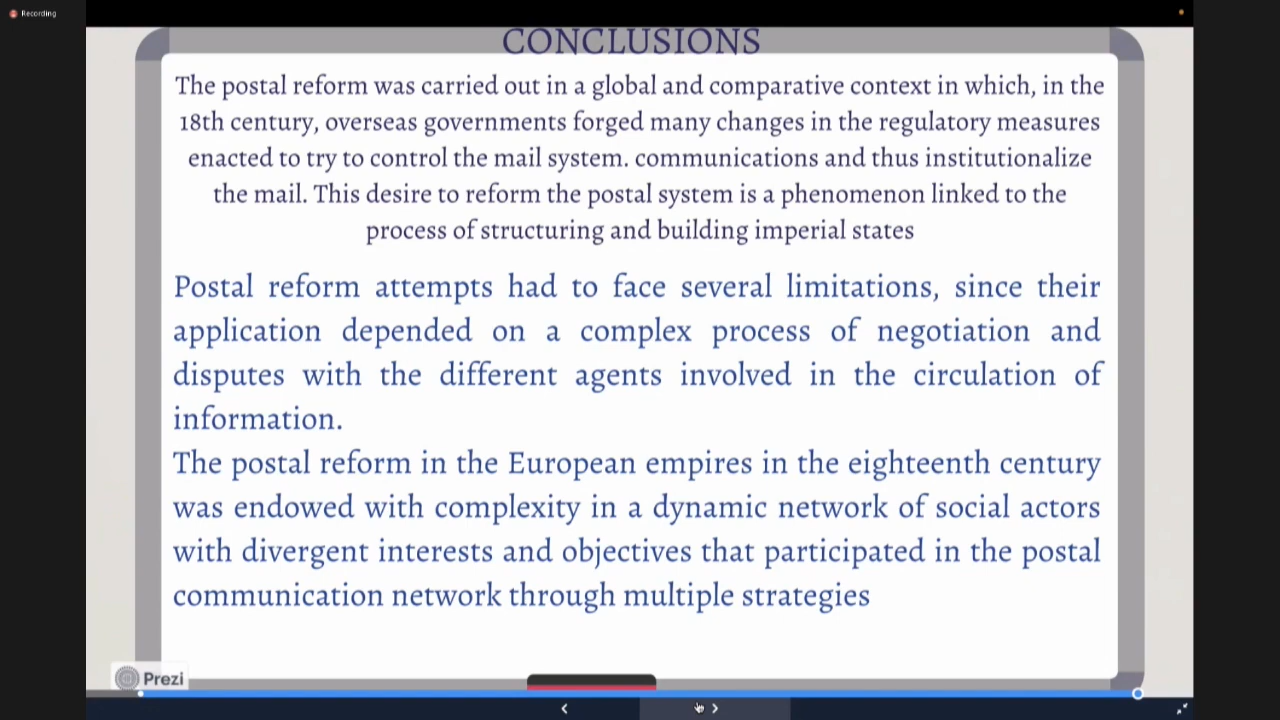 Recording
CONCLUSIONS
The postal reform was carried out in a global and comparative context in which, in the
18th century, overseas governments forged many changes in the regulatory measures
enacted to try to control the mail system. communications and thus institutionalize
the mail. This desire to reform the postal system is a phenomenon linked to the
process of structuring and building imperial states
Postal reform attempts had to face several limitations, since their
application depended on a complex process of negotiation and
disputes with the different agents involved in the circulation of
information.
The postal reform in the European empires in the eighteenth century
was endowed with complexity in a dynamic network of social actors
with divergent interests and objectives that participated in the postal
communication network through multiple strategies
Prezi